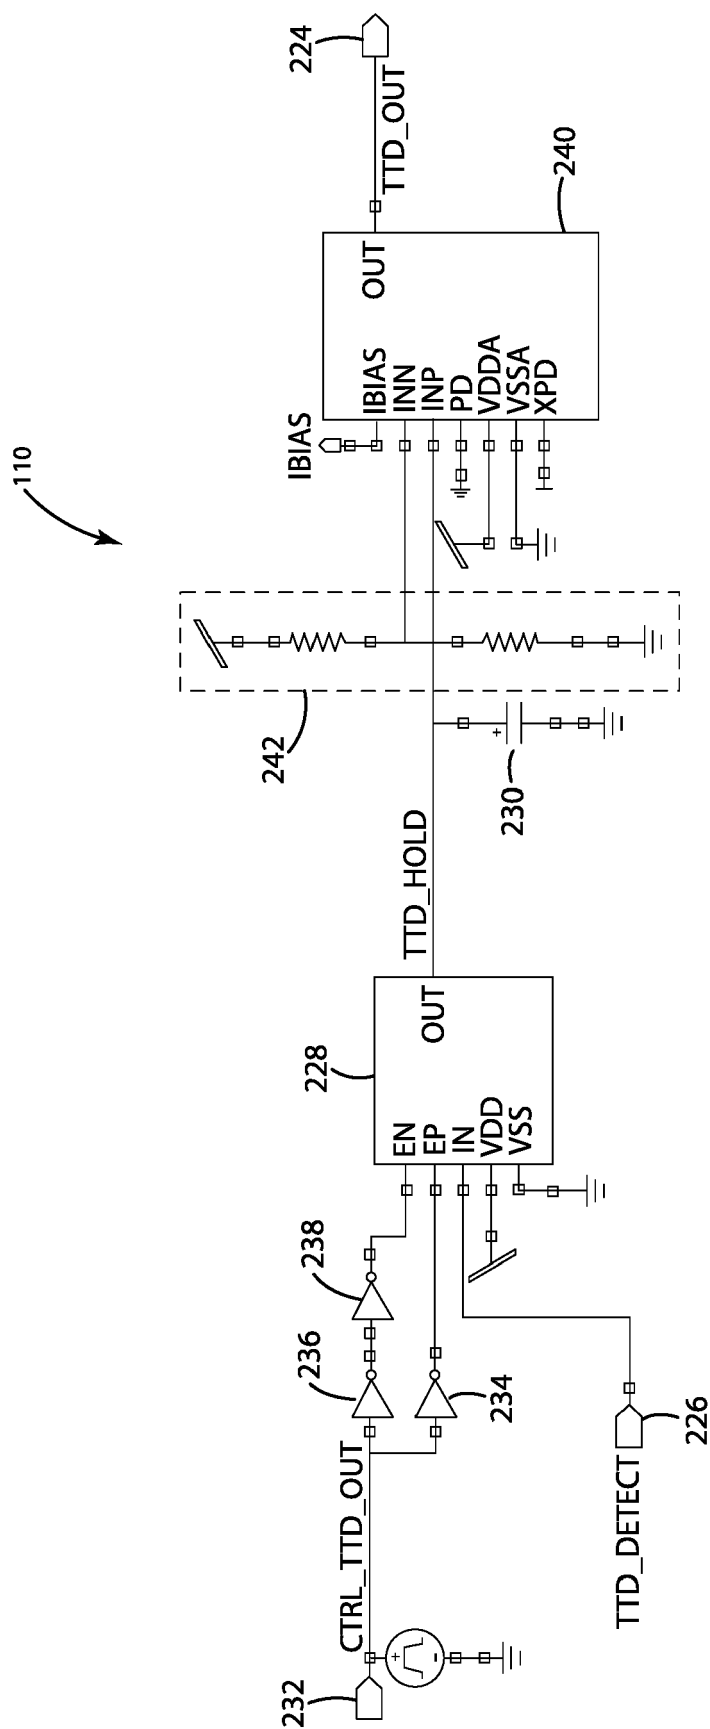 110
232
CTRL_TTD_OUT
+
-
236
238
234
TTD_DETECT
226
228
EN
EP
IN
VDD
VSS
OUT
TTD_HOLD
230
+
242
IBIAS
IBIAS
INN
INP
PD
VDDA
VSSA
XPD
OUT
240
TTD_OUT
224